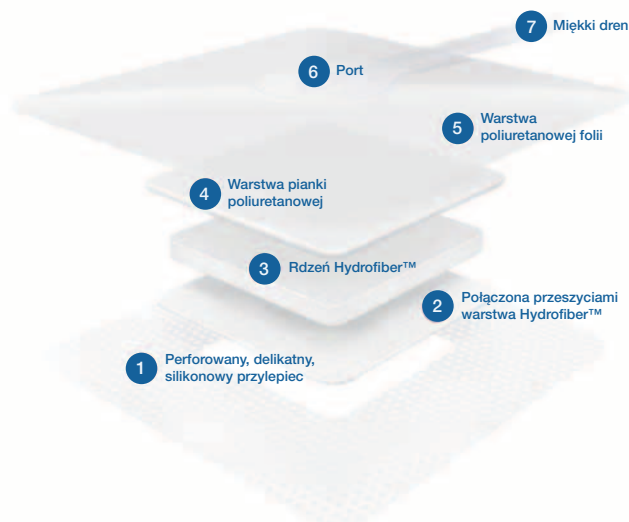 7 Miękki dren
6 Port
5 Warstwa
poliuretanowej folii
4 Warstwa pianki
poliuretanowej
3 Rdzeń Hydrofiber™
2 Połączona przeszyciami
warstwa Hydrofiber™
1 Perforowany, delikatny,
silikonowy przylepiec